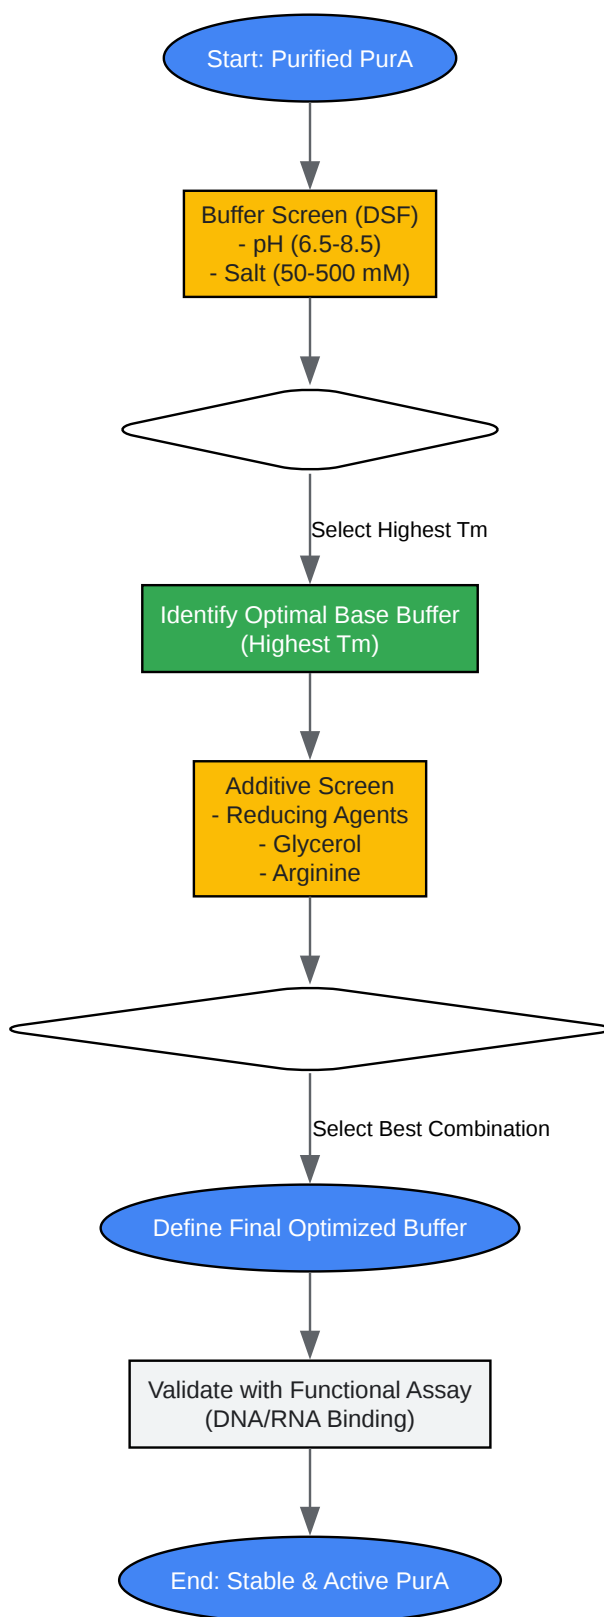 Start: Purified PurA
Buffer Screen (DSF)
- pH (6.5-8.5)
- Salt (50-500 mM)
Select Highest Tm
Identify Optimal Base Buffer
(Highest Tm)
Additive Screen
- Reducing Agents
- Glycerol
- Arginine
Select Best Combination
Define Final Optimized Buffer
Validate with Functional Assay
(DNA/RNA Binding)
End: Stable & Active PurA